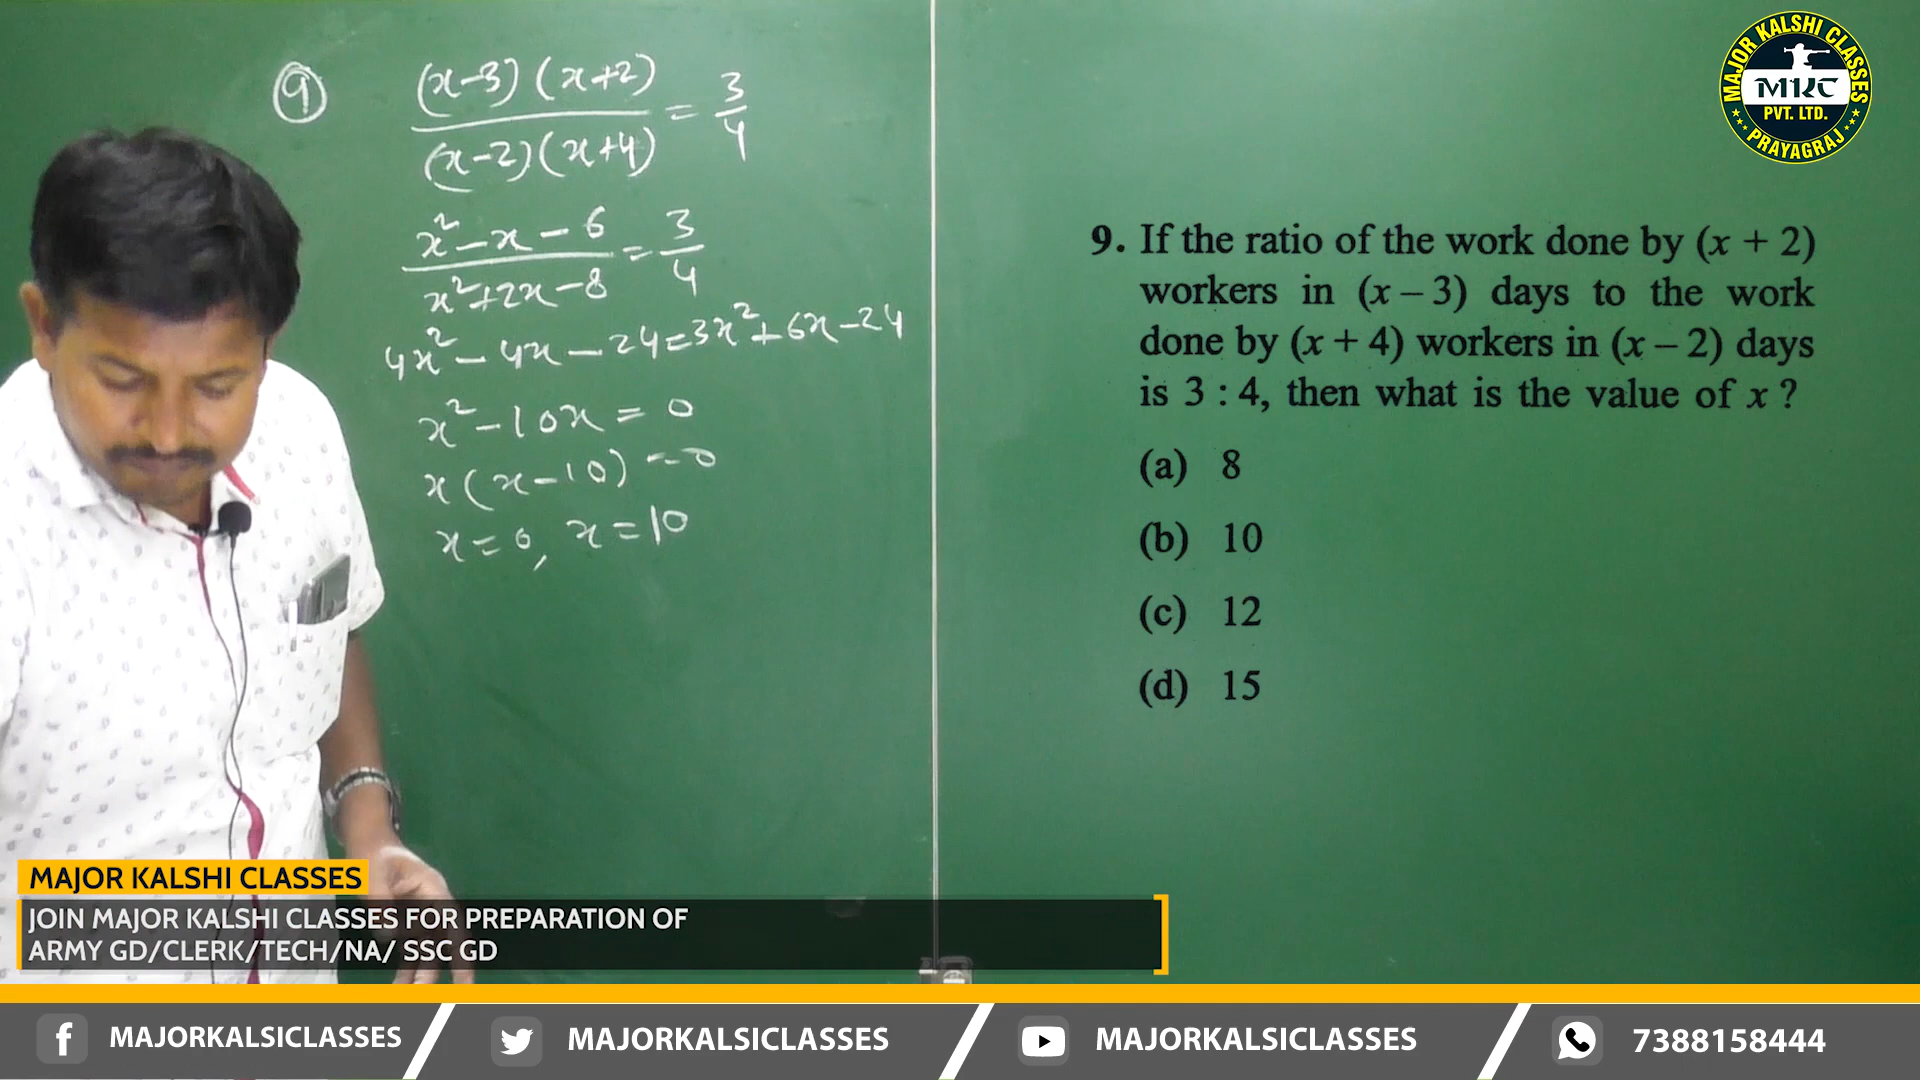 9
(x-3) (x+2)
(x-2) (x+4)
= 3/4
x² - x - 6
x² + 2x - 8
= 3/4
4x² - 4x - 24 = 3x² + 6x - 24
x² - 10x = 0
x (x - 10) = 0
x = 0, x = 10
MAJOR KALSHI CLASSES
MKC
PVT. LTD.
PRAYAGRAJ
9. If the ratio of the work done by (x + 2)
workers in (x – 3) days to the work
done by (x + 4) workers in (x – 2) days
is 3 : 4, then what is the value of x ?
(a) 8
(b) 10
(c) 12
(d) 15
MAJOR KALSHI CLASSES
JOIN MAJOR KALSHI CLASSES FOR PREPARATION OF
ARMY GD/CLERK/TECH/NA/ SSC GD
MAJORKALSICLASSES
MAJORKALSICLASSES
MAJORKALSICLASSES
7388158444